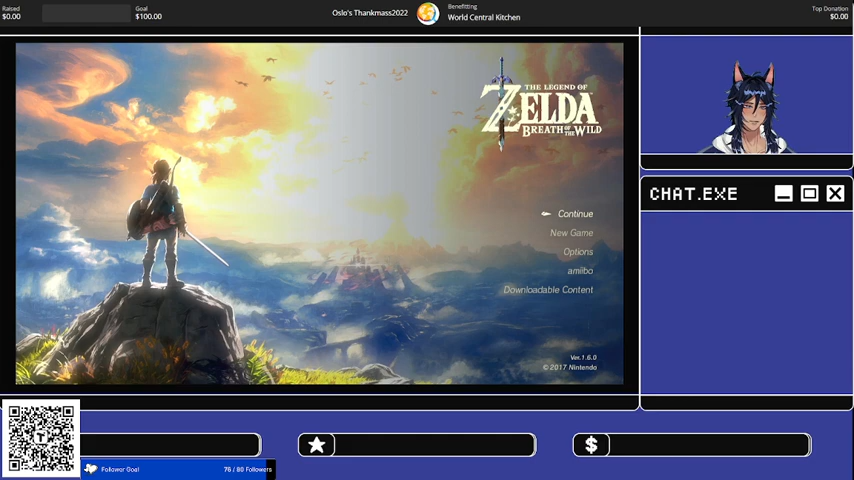 Raised
$0.00
Goal
$100.00
Oslo's Thankmass2022
Benefitting
World Central Kitchen
Top Donation
$0.00
THE LEGEND OF
ZELDA
BREATH OF THE WILD
Continue
New Game
Options
amiibo
Downloadable Content
Ver.1.6.0
© 2017 Nintendo
CHAT.EXE
$
Follower Goal
76 / 80 Followers